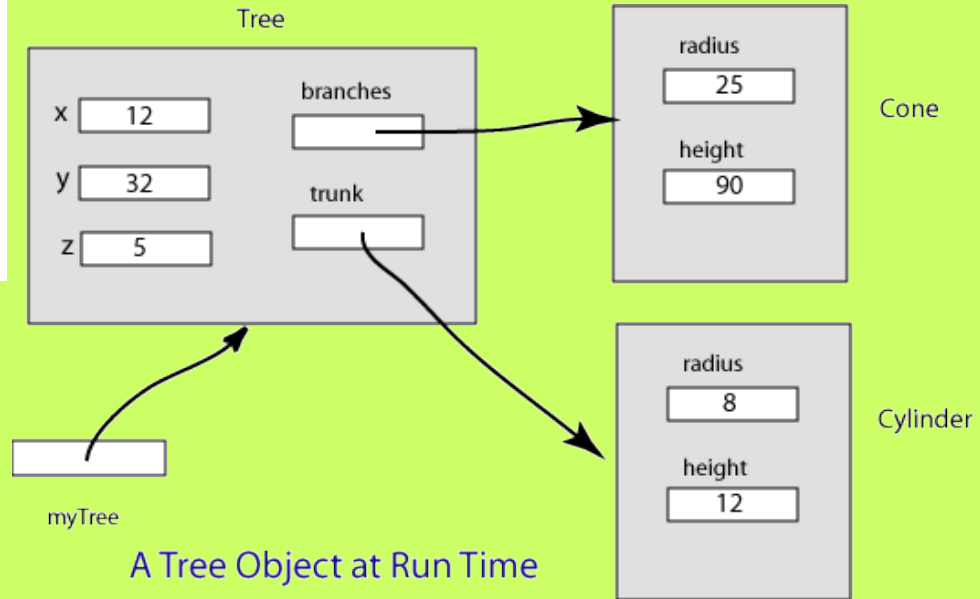 Tree
x 12
y 32
z 5
branches
trunk
radius
25
height
90
Cone
radius
8
height
12
Cylinder
myTree
A Tree Object at Run Time